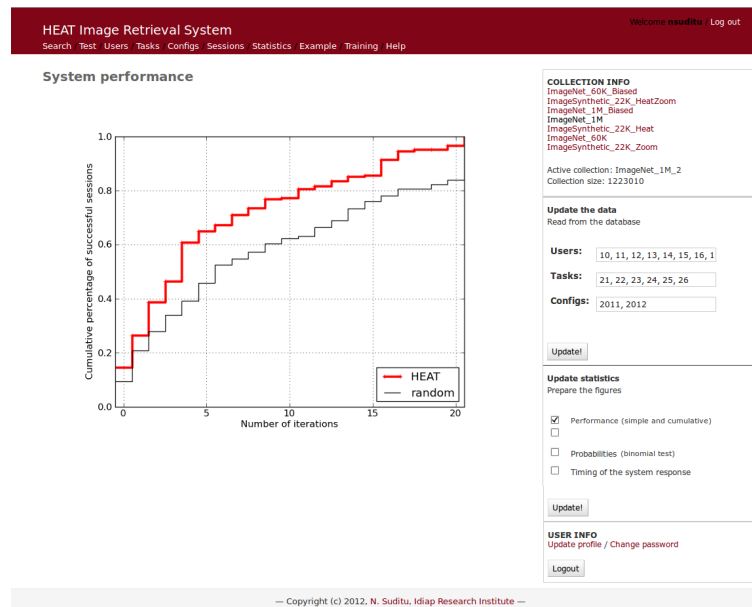 Welcome nsuditu / Log out
HEAT Image Retrieval System
Search / Test / Users / Tasks / Configs / Sessions / Statistics / Example / Training / Help
System performance
1.0
0.8
0.6
0.4
0.2
0.0
Cumulative percentage of successful sessions
0 5 10 15 20
Number of iterations
HEAT
random
COLLECTION INFO
ImageNet_60K_Biased
ImageSynthetic_22K_HeatZoom
ImageNet_1M_Biased
ImageNet_1M
ImageSynthetic_22K_Heat
ImageNet_60K
ImageSynthetic_22K_Zoom
Active collection: ImageNet_1M_2
Collection size: 1223010
Update the data
Read from the database
Users: 10, 11, 12, 13, 14, 15, 16, 1
Tasks: 21, 22, 23, 24, 25, 26
Configs: 2011, 2012
Update!
Update statistics
Prepare the figures
Performance (simple and cumulative)
Probabilities (binomial test)
Timing of the system response
Update!
USER INFO
Update profile / Change password
Logout
— Copyright (c) 2012, N. Suditu, Idiap Research Institute —